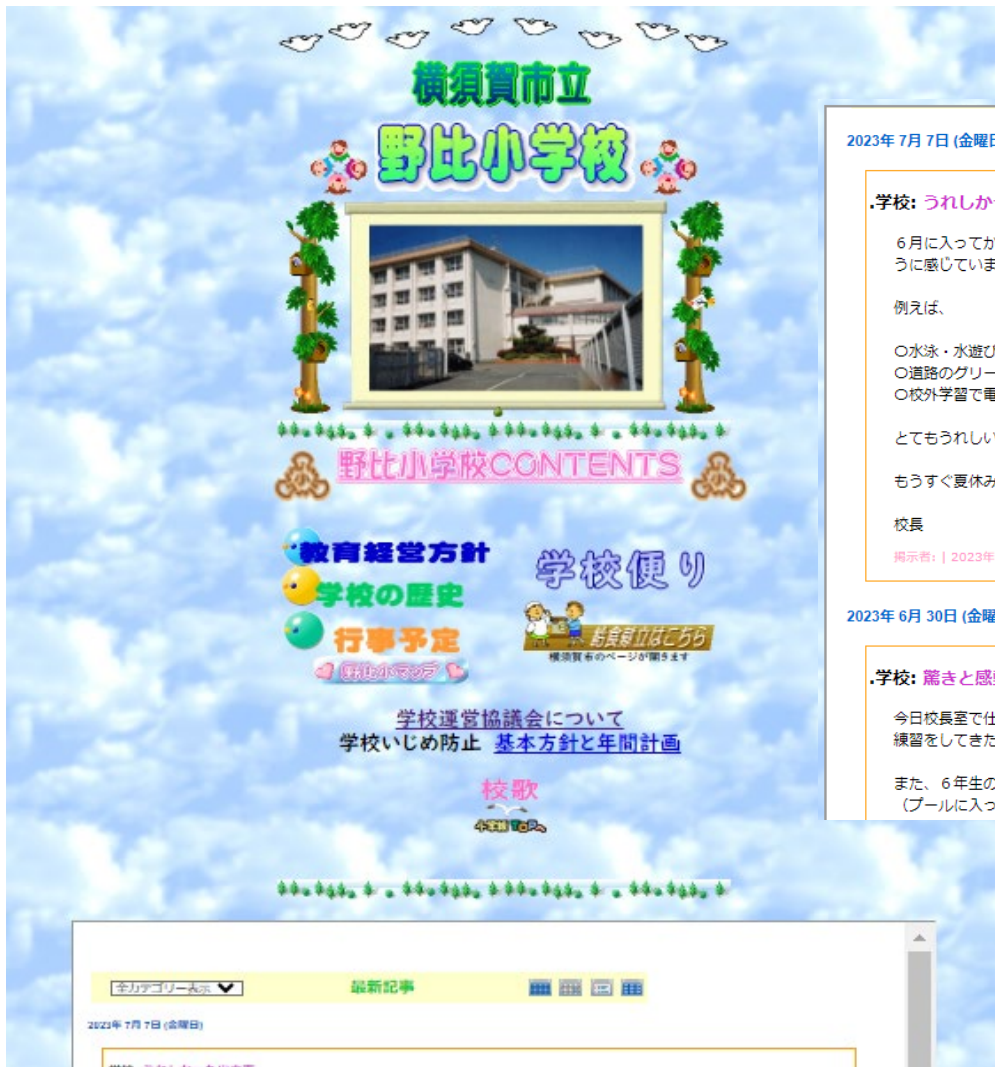 横須賀市立
野比小学校
野比小学校CONTENTS
教育経営方針
学校便り
学校の歴史
行事予定
給食献立はこちら
横須賀市のページが開きます
野比小マップ
学校運営協議会について
学校いじめ防止 基本方針と年間計画
校歌
小学校TOPへ
2023年 7月 7日 (金曜日
.学校: うれしか
６月に入ってか
うに感じていま
例えば、
〇水泳・水遊び
〇道路のグリー
〇校外学習で電
とてもうれしい
もうすぐ夏休み
校長
掲示者: | 2023年
2023年 6月 30日 (金曜
.学校: 驚きと感
今日校長室で仕
練習をしてきた
また、６年生の
（プールに入っ
全カテゴリー表示
最新記事
2023年 7月 7日 (金曜日)